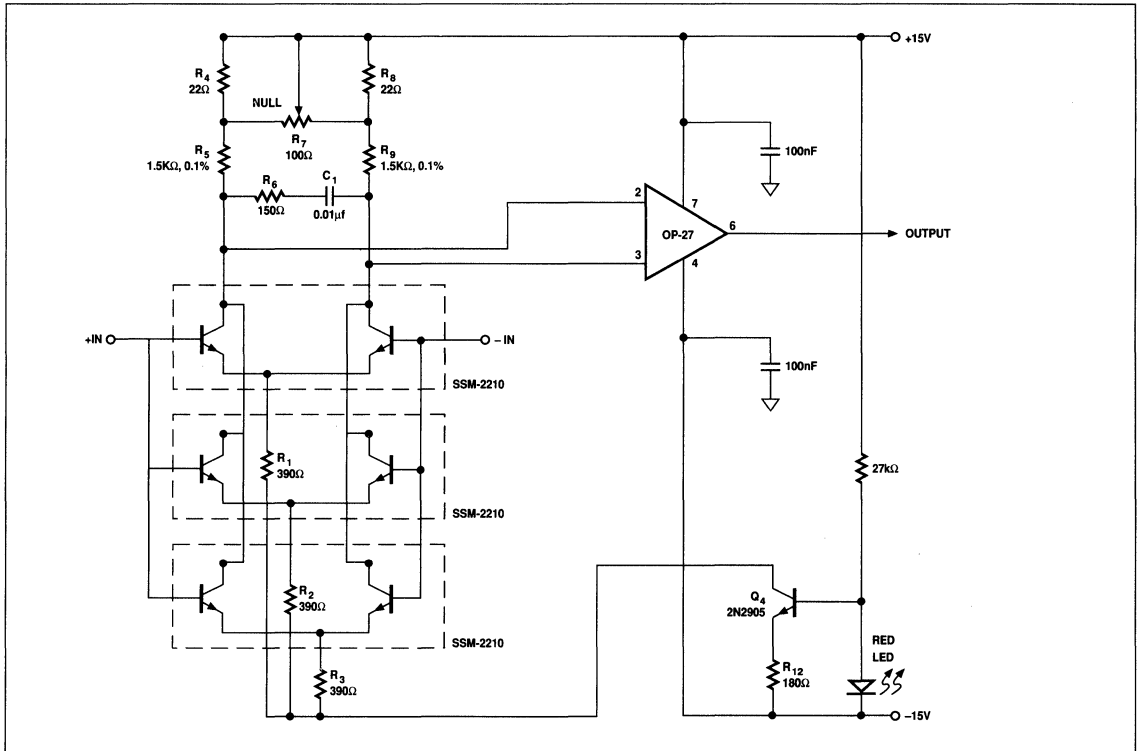 +15V
R4
22Ω
R8
22Ω
NULL
R7
100Ω
R5
1.5KΩ, 0.1%
R9
1.5KΩ, 0.1%
R6
150Ω
C1
0.01µf
100nF
2
7
OP-27
6
OUTPUT
3
4
+IN
– IN
SSM-2210
100nF
R1
390Ω
27kΩ
SSM-2210
R2
390Ω
Q4
2N2905
SSM-2210
RED
LED
R3
390Ω
R12
180Ω
–15V